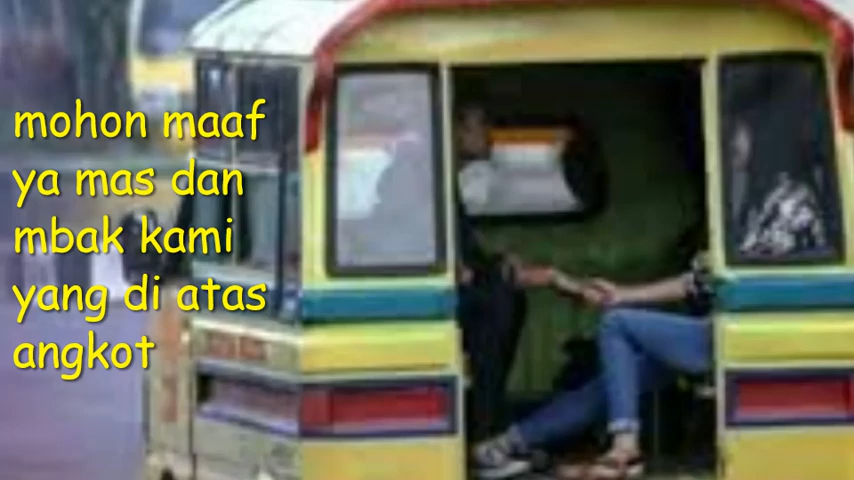 mohon maaf
ya mas dan
mbak kami
yang di atas
angkot